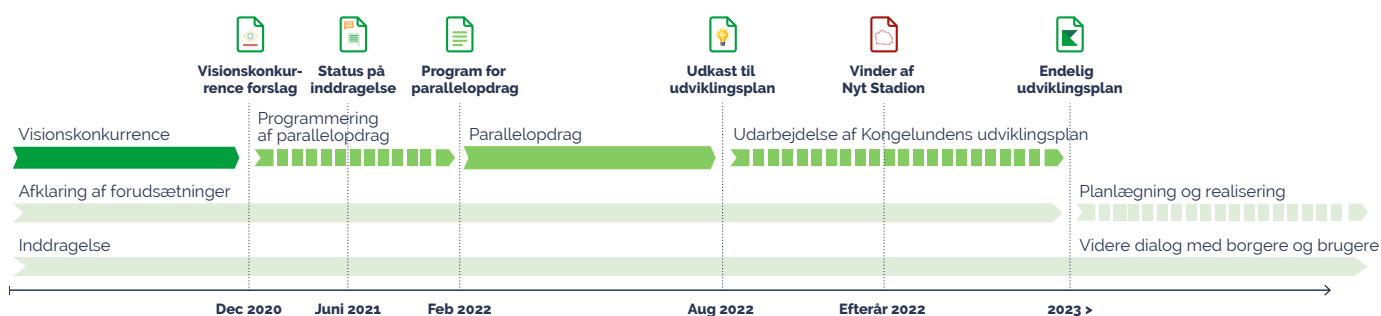 Visionskonkur-
rence forslag
Status på
inddragelse
Program for
parallelopdrag
Udkast til
udviklingsplan
Vinder af
Nyt Stadion
Endelig
udviklingsplan
Visionskonkurrence
Programmering
af parallelopdrag
Parallelopdrag
Udarbejdelse af Kongelundens udviklingsplan
Afklaring af forudsætninger
Planlægning og realisering
Inddragelse
Videre dialog med borgere og brugere
Dec 2020
Juni 2021
Feb 2022
Aug 2022
Efterår 2022
2023 >